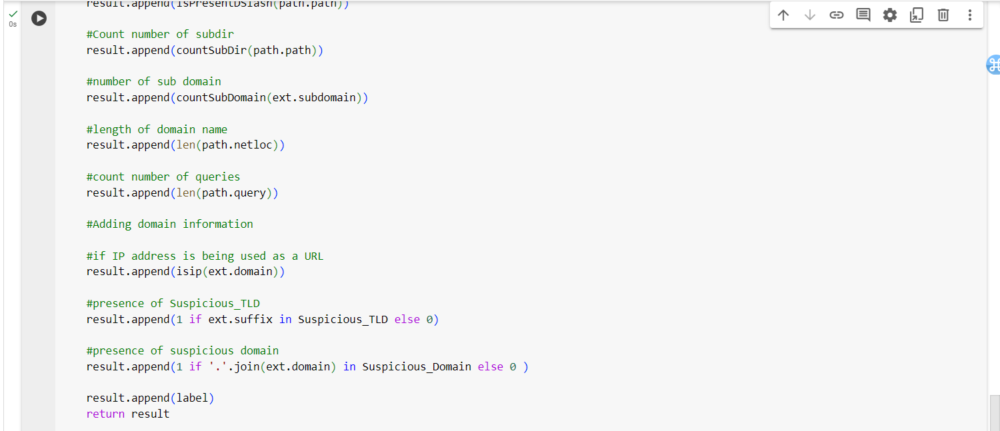 result.append(isPresentDSlash(path.path))
0s
#Count number of subdir
result.append(countSubDir(path.path))
#number of sub domain
result.append(countSubDomain(ext.subdomain))
#length of domain name
result.append(len(path.netloc))
#count number of queries
result.append(len(path.query))
#Adding domain information
#if IP address is being used as a URL
result.append(isip(ext.domain))
#presence of Suspicious_TLD
result.append(1 if ext.suffix in Suspicious_TLD else 0)
#presence of suspicious domain
result.append(1 if '.'.join(ext.domain) in Suspicious_Domain else 0 )
result.append(label)
return result